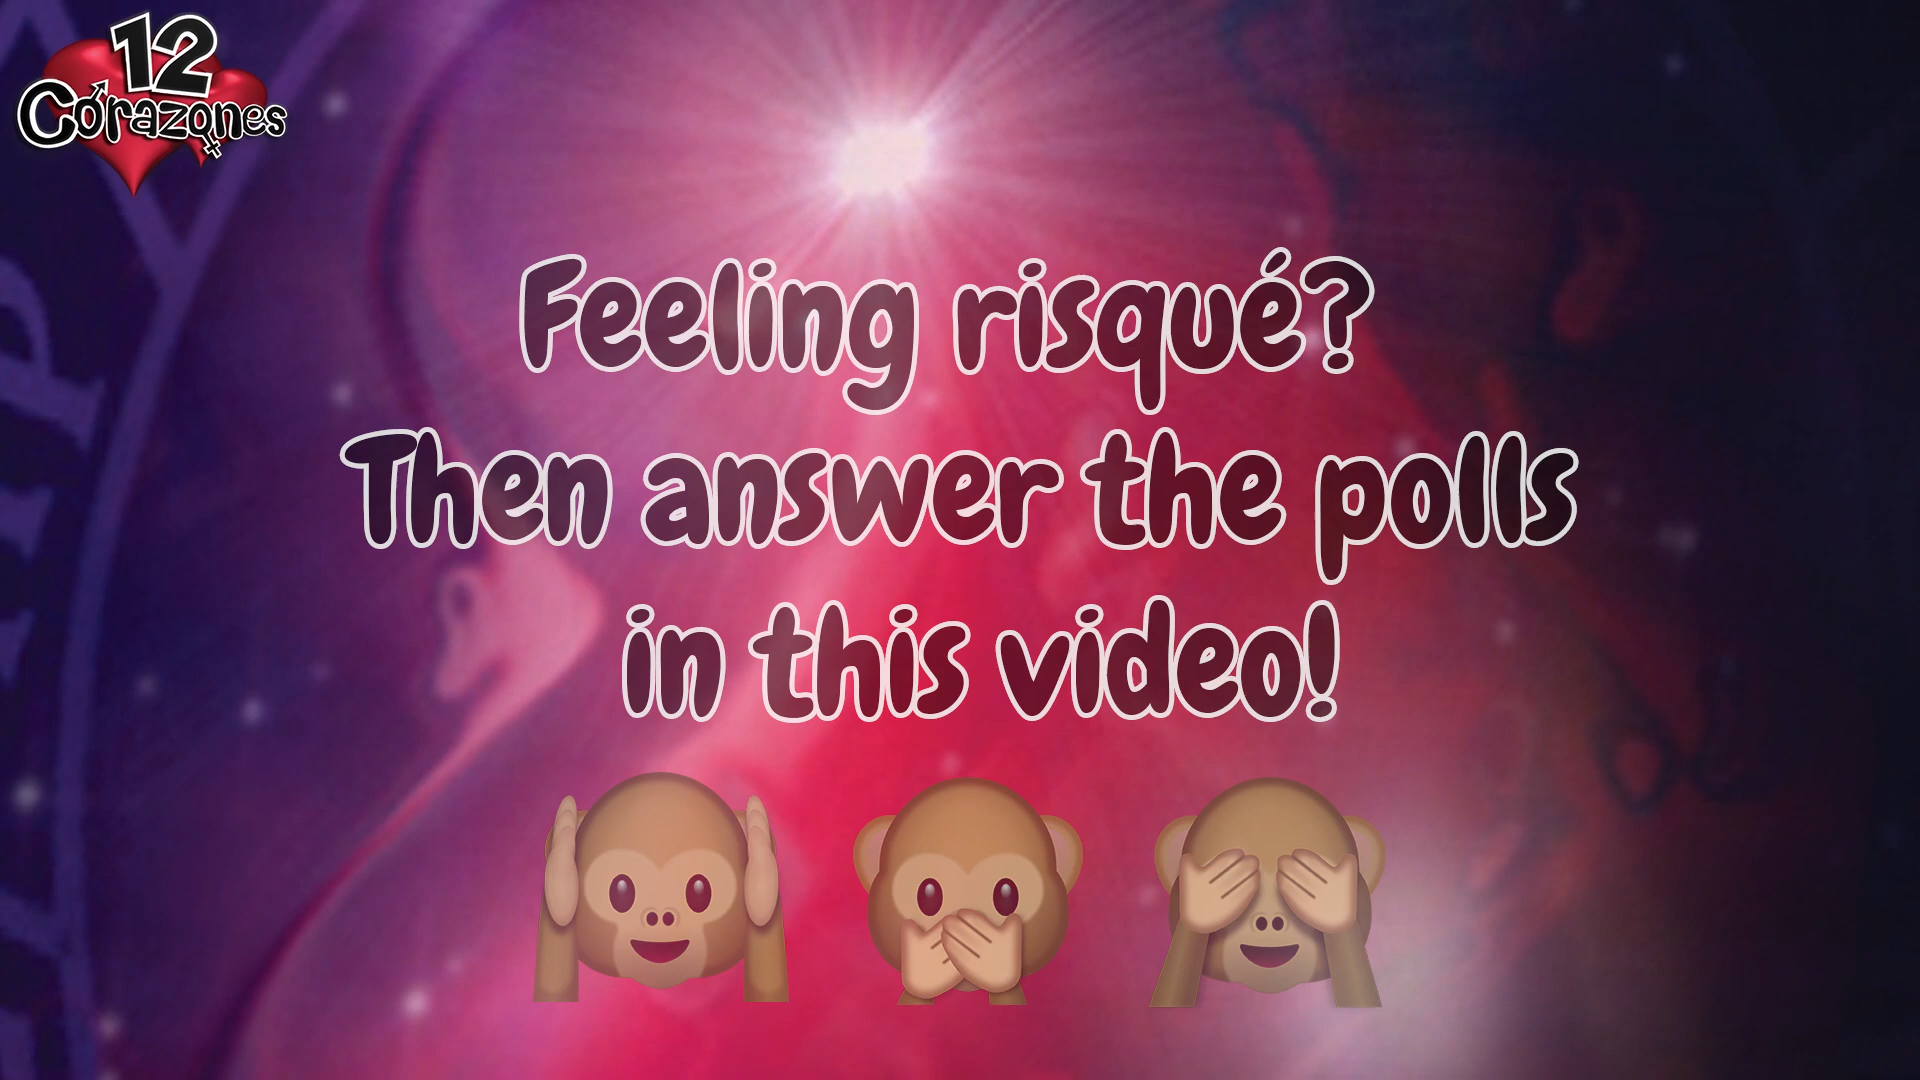 12
Corazones
Feeling risqué?
Then answer the polls
in this video!